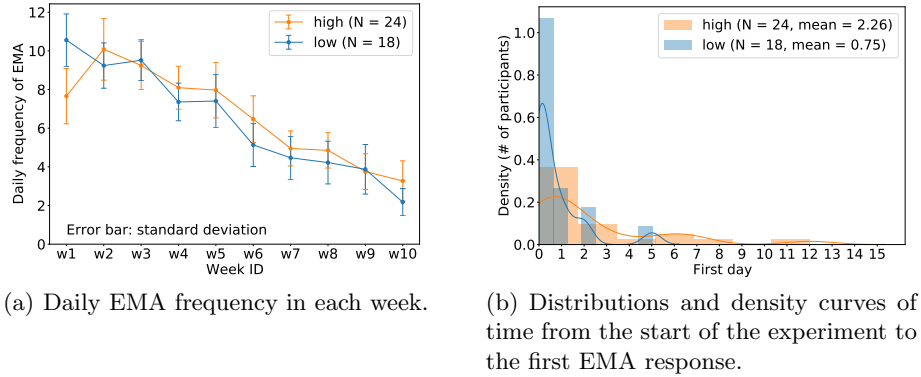 12
10
8
6
4
2
0
Daily frequency of EMA
high (N = 24)
low (N = 18)
Error bar: standard deviation
w1 w2 w3 w4 w5 w6 w7 w8 w9 w10
Week ID
(a) Daily EMA frequency in each week.
1.0
0.8
0.6
0.4
0.2
0.0
Density (# of participants)
high (N = 24, mean = 2.26)
low (N = 18, mean = 0.75)
0 1 2 3 4 5 6 7 8 9 10 11 12 13 14 15
First day
(b) Distributions and density curves of
time from the start of the experiment to
the first EMA response.